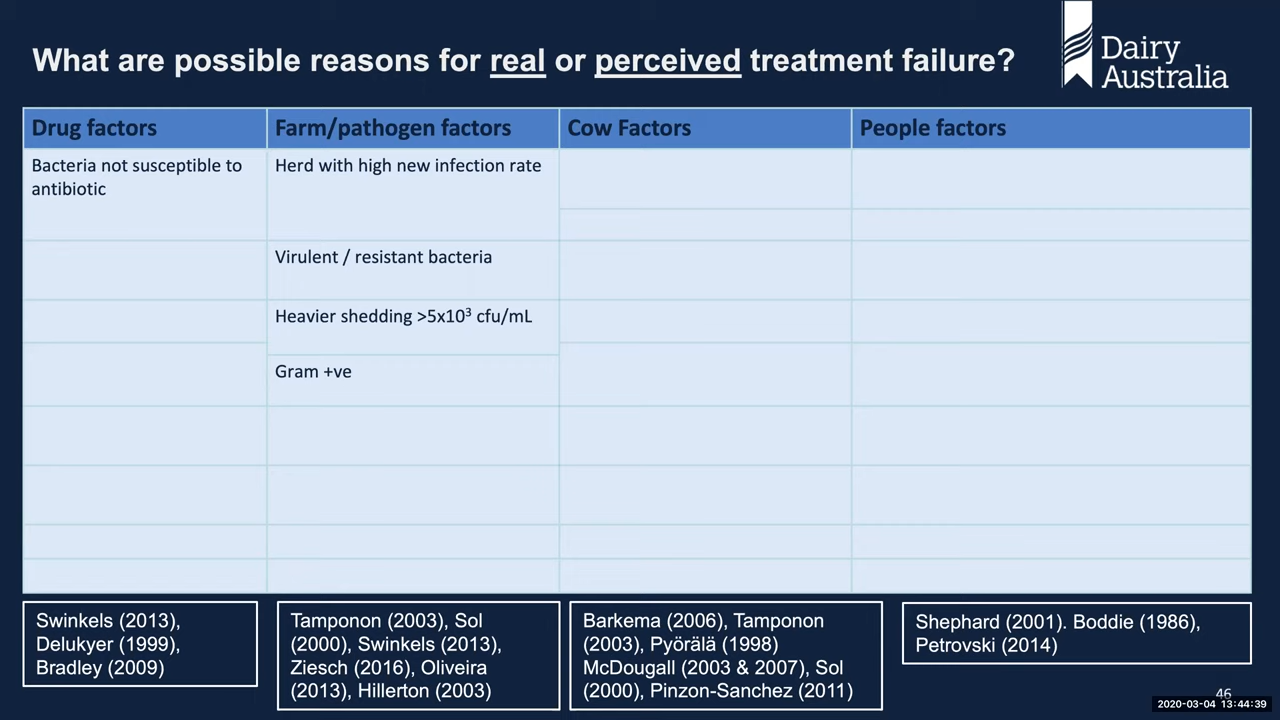 What are possible reasons for real or perceived treatment failure?
Dairy
Australia
Drug factors
Farm/pathogen factors
Cow Factors
People factors
Bacteria not susceptible to
antibiotic
Herd with high new infection rate
Virulent / resistant bacteria
Heavier shedding >5x10³ cfu/mL
Gram +ve
Swinkels (2013),
Delukyer (1999),
Bradley (2009)
Tamponon (2003), Sol
(2000), Swinkels (2013),
Ziesch (2016), Oliveira
(2013), Hillerton (2003)
Barkema (2006), Tamponon
(2003), Pyörälä (1998)
McDougall (2003 & 2007), Sol
(2000), Pinzon-Sanchez (2011)
Shephard (2001). Boddie (1986),
Petrovski (2014)
46
2020-03-04 13:44:39